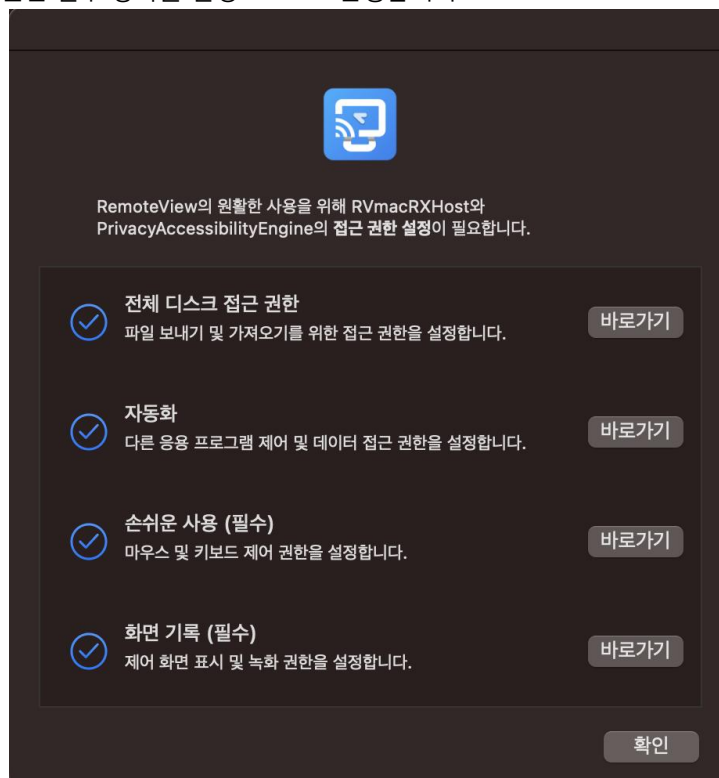 RemoteView의 원활한 사용을 위해 RVmacRXHost와
PrivacyAccessibilityEngine의 접근 권한 설정이 필요합니다.
전체 디스크 접근 권한
파일 보내기 및 가져오기를 위한 접근 권한을 설정합니다.
바로가기
자동화
다른 응용 프로그램 제어 및 데이터 접근 권한을 설정합니다.
바로가기
손쉬운 사용 (필수)
마우스 및 키보드 제어 권한을 설정합니다.
바로가기
화면 기록 (필수)
제어 화면 표시 및 녹화 권한을 설정합니다.
바로가기
확인